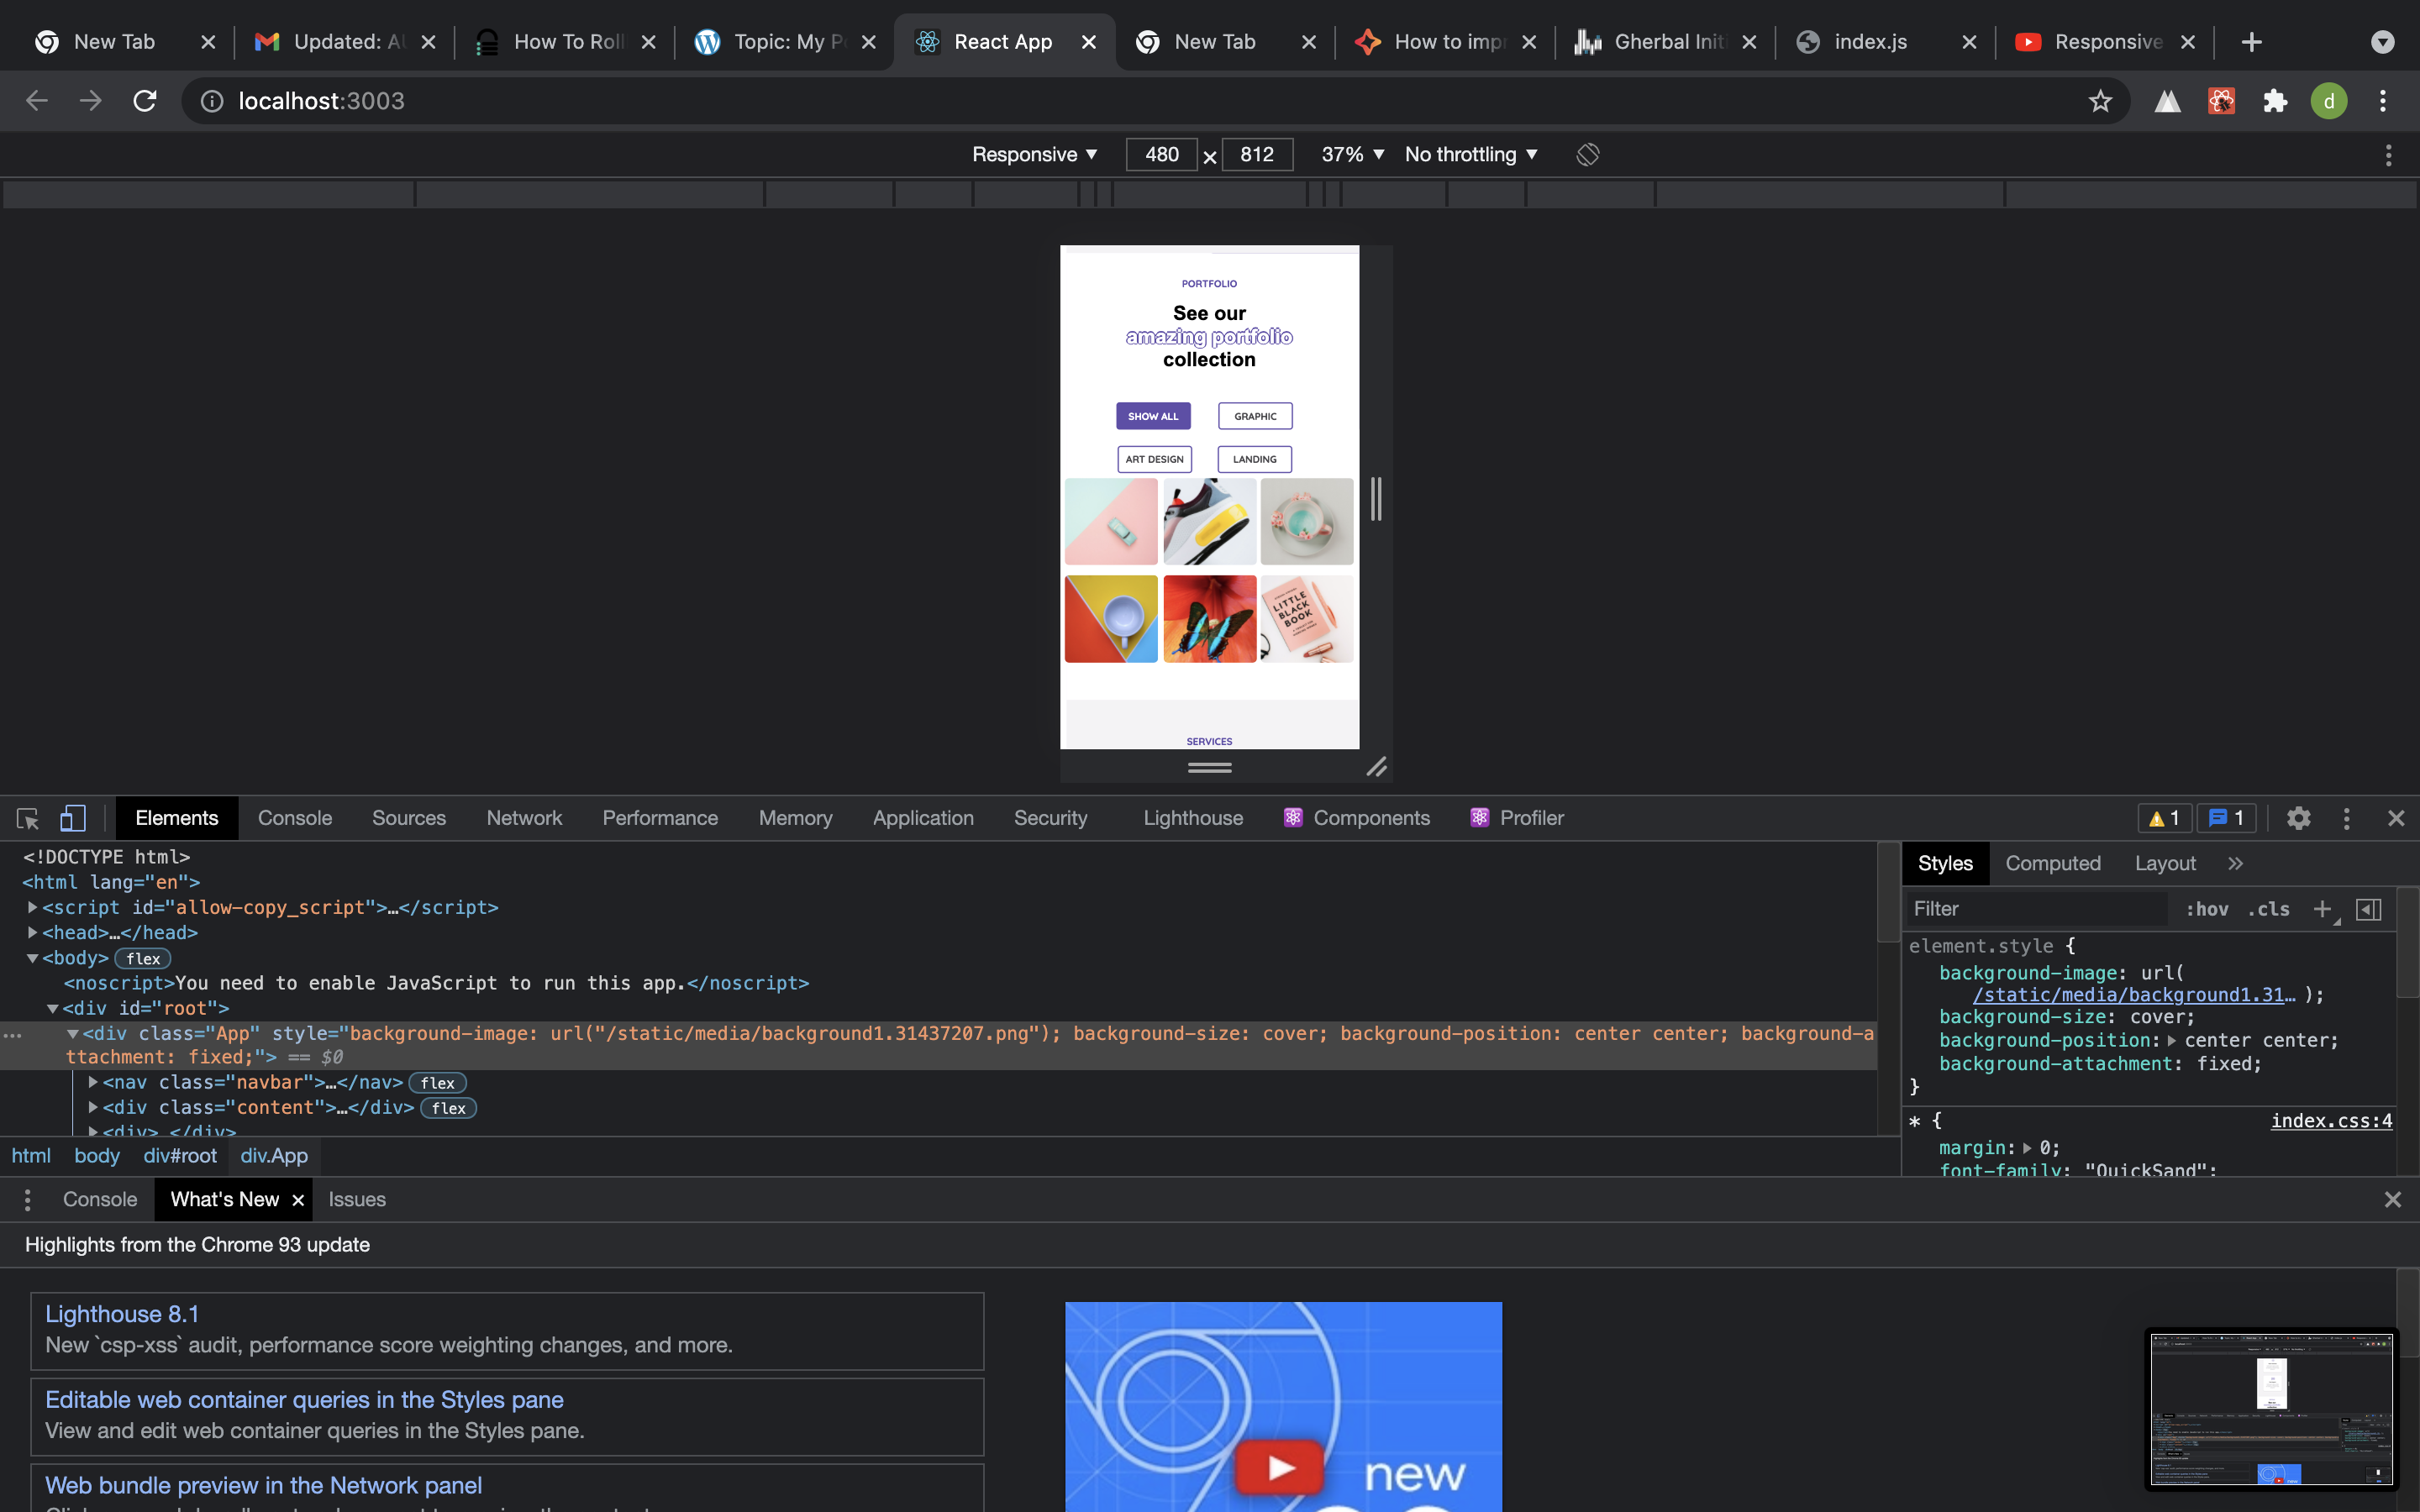 New Tab
Updated: Al
How To Roll
Topic: My Po
React App
New Tab
How to impr
Gherbal Initi
index.js
Responsive
localhost:3003
d
Responsive ▼ 480 × 812 37% ▼ No throttling ▼
PORTFOLIO
See our
amazing portfolio
collection
SHOW ALL
GRAPHIC
ART DESIGN
LANDING
LITTLE
BLACK
BOOK
SERVICES
Elements Console Sources Network Performance Memory Application Security Lighthouse Components Profiler 1 1
<!DOCTYPE html>
<html lang="en">
▶<script id="allow-copy_script">…</script>
▶<head>…</head>
▼<body> flex
<noscript>You need to enable JavaScript to run this app.</noscript>
▼<div id="root">
… ▼<div class="App" style="background-image: url("/static/media/background1.31437207.png"); background-size: cover; background-position: center center; background-a
ttachment: fixed;"> == $0
▶<nav class="navbar">…</nav> flex
▶<div class="content">…</div> flex
▶<div>…</div>
html body div#root div.App
Styles Computed Layout »
Filter :hov .cls +
element.style {
background-image: url(
/static/media/background1.31… );
background-size: cover;
background-position:▶ center center;
background-attachment: fixed;
}
* { index.css:4
margin:▶ 0;
font-family: "QuickSand";
Console What's New × Issues
Highlights from the Chrome 93 update
Lighthouse 8.1
New `csp-xss` audit, performance score weighting changes, and more.
Editable web container queries in the Styles pane
View and edit web container queries in the Styles pane.
Web bundle preview in the Network panel
new